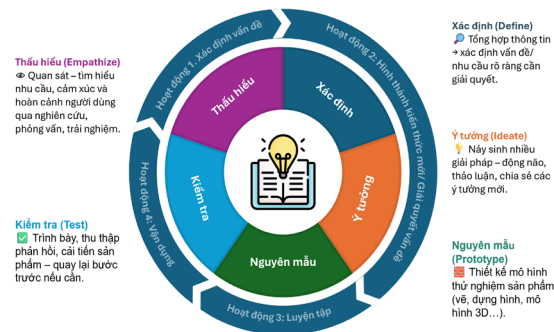 Thấu hiểu (Empathize)
👁 Quan sát – tìm hiểu
nhu cầu, cảm xúc và
hoàn cảnh người dùng
qua nghiên cứu,
phỏng vấn, trải nghiệm.
Kiểm tra (Test)
✅ Trình bày, thu thập
phản hồi, cải tiến sản
phẩm – quay lại bước
trước nếu cần.
Hoạt động 1. Xác định vấn đề
Hoạt động 2: Hình thành kiến thức mới/ Giải quyết vấn đề
Hoạt động 3: Luyện tập
Hoạt động 4: Vận dụng
Thấu hiểu
Xác định
Ý tưởng
Nguyên mẫu
Kiểm tra
Xác định (Define)
🔎 Tổng hợp thông tin
→ xác định vấn đề/
nhu cầu rõ ràng cần
giải quyết.
Ý tưởng (Ideate)
💡 Nảy sinh nhiều
giải pháp – động não,
thảo luận, chia sẻ các
ý tưởng mới.
Nguyên mẫu
(Prototype)
🧱 Thiết kế mô hình
thử nghiệm sản phẩm
(vẽ, dựng hình, mô
hình 3D…).